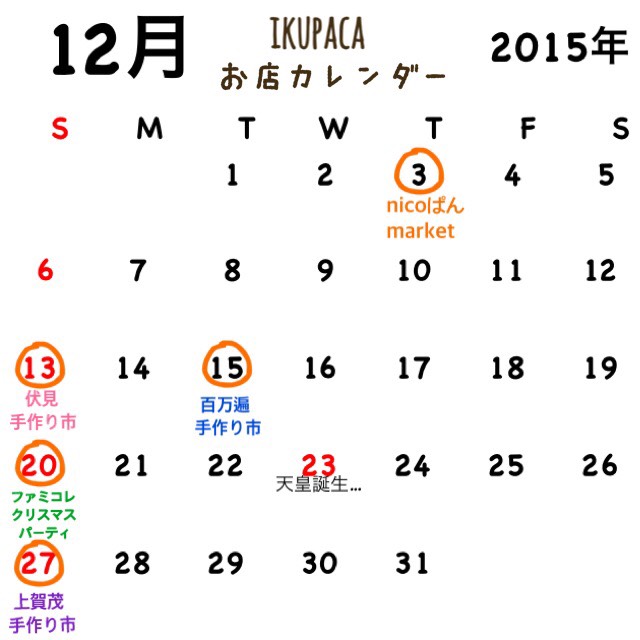 12月
IKUPACA
お店カレンダー
2015年
S M T W T F S
1 2 3 4 5
nicoぱん
market
6 7 8 9 10 11 12
13 14 15 16 17 18 19
伏見
手作り市
百万遍
手作り市
20 21 22 23 24 25 26
天皇誕生...
ファミコレ
クリスマス
パーティ
27 28 29 30 31
上賀茂
手作り市